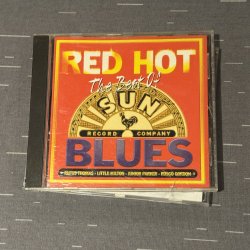 RED HOT
The Best Of
SUN
RECORD COMPANY
BLUES
RUFUS THOMAS • LITTLE MILTON • JUNIOR PARKER • ROSCO GORDON